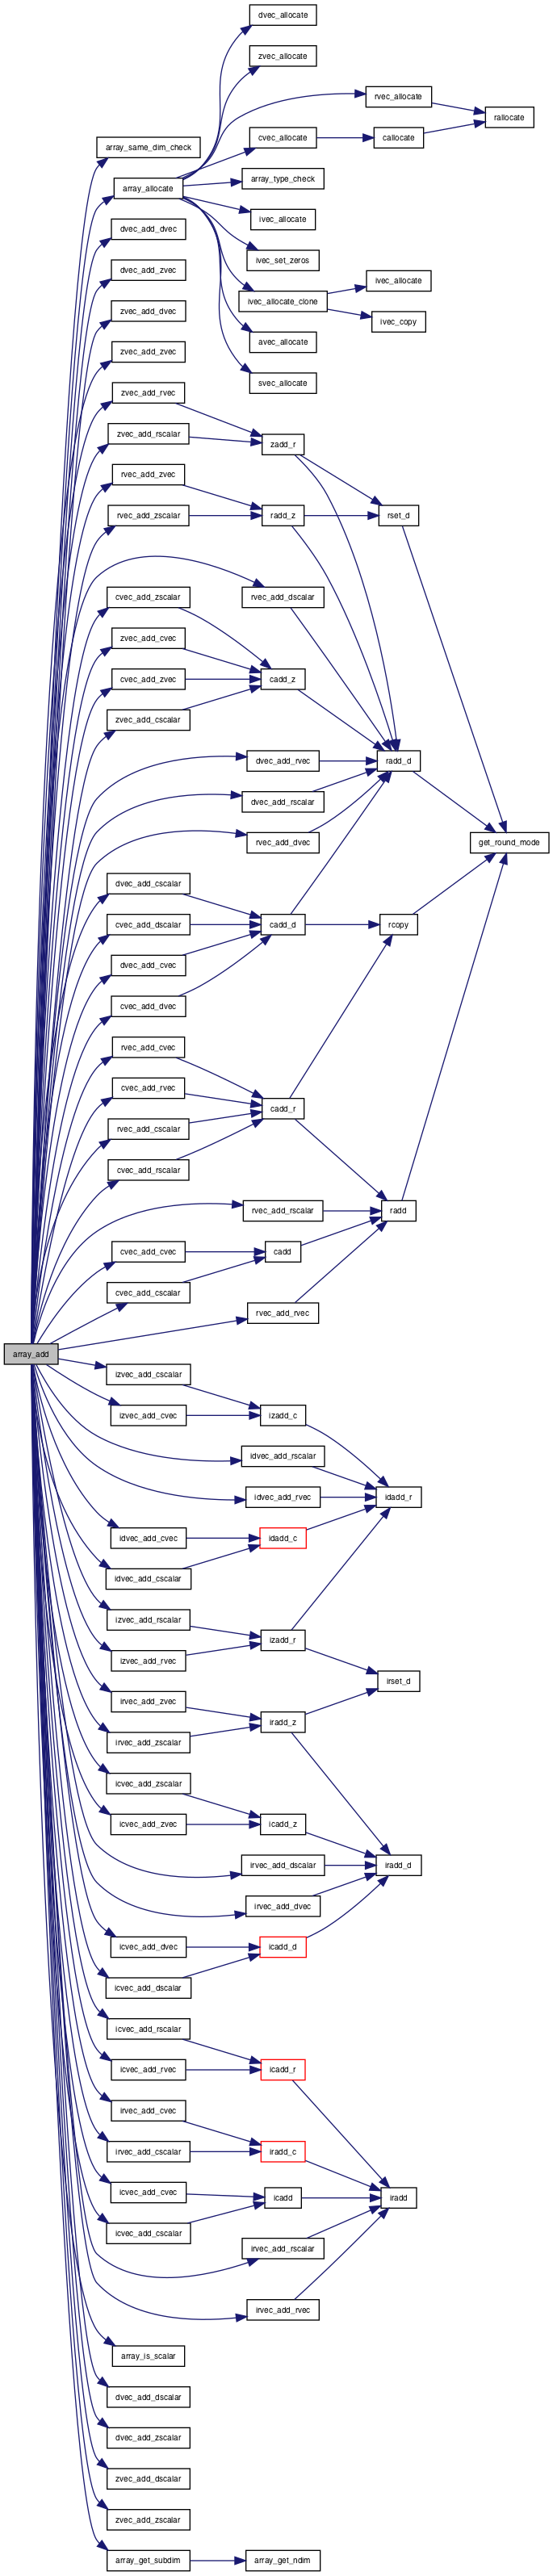 dvec_allocate
zvec_allocate
rvec_allocate
rallocate
cvec_allocate
callocate
array_same_dim_check
array_type_check
array_allocate
ivec_allocate
dvec_add_dvec
ivec_set_zeros
dvec_add_zvec
ivec_allocate
ivec_allocate_clone
zvec_add_dvec
ivec_copy
avec_allocate
zvec_add_zvec
svec_allocate
zvec_add_rvec
zvec_add_rscalar
zadd_r
rvec_add_zvec
rvec_add_zscalar
radd_z
rset_d
cvec_add_zscalar
rvec_add_dscalar
zvec_add_cvec
cvec_add_zvec
cadd_z
zvec_add_cscalar
dvec_add_rvec
radd_d
dvec_add_rscalar
rvec_add_dvec
get_round_mode
dvec_add_cscalar
cvec_add_dscalar
cadd_d
rcopy
dvec_add_cvec
cvec_add_dvec
rvec_add_cvec
cvec_add_rvec
cadd_r
rvec_add_cscalar
cvec_add_rscalar
rvec_add_rscalar
radd
cvec_add_cvec
cadd
cvec_add_cscalar
rvec_add_rvec
array_add
izvec_add_cscalar
izvec_add_cvec
izadd_c
idvec_add_rscalar
idvec_add_rvec
idadd_r
idvec_add_cvec
idadd_c
idvec_add_cscalar
izvec_add_rscalar
izadd_r
izvec_add_rvec
irset_d
irvec_add_zvec
iradd_z
irvec_add_zscalar
icvec_add_zscalar
icvec_add_zvec
icadd_z
irvec_add_dscalar
iradd_d
irvec_add_dvec
icvec_add_dvec
icadd_d
icvec_add_dscalar
icvec_add_rscalar
icvec_add_rvec
icadd_r
irvec_add_cvec
irvec_add_cscalar
iradd_c
icvec_add_cvec
icadd
iradd
icvec_add_cscalar
irvec_add_rscalar
irvec_add_rvec
array_is_scalar
dvec_add_dscalar
dvec_add_zscalar
zvec_add_dscalar
zvec_add_zscalar
array_get_subdim
array_get_ndim